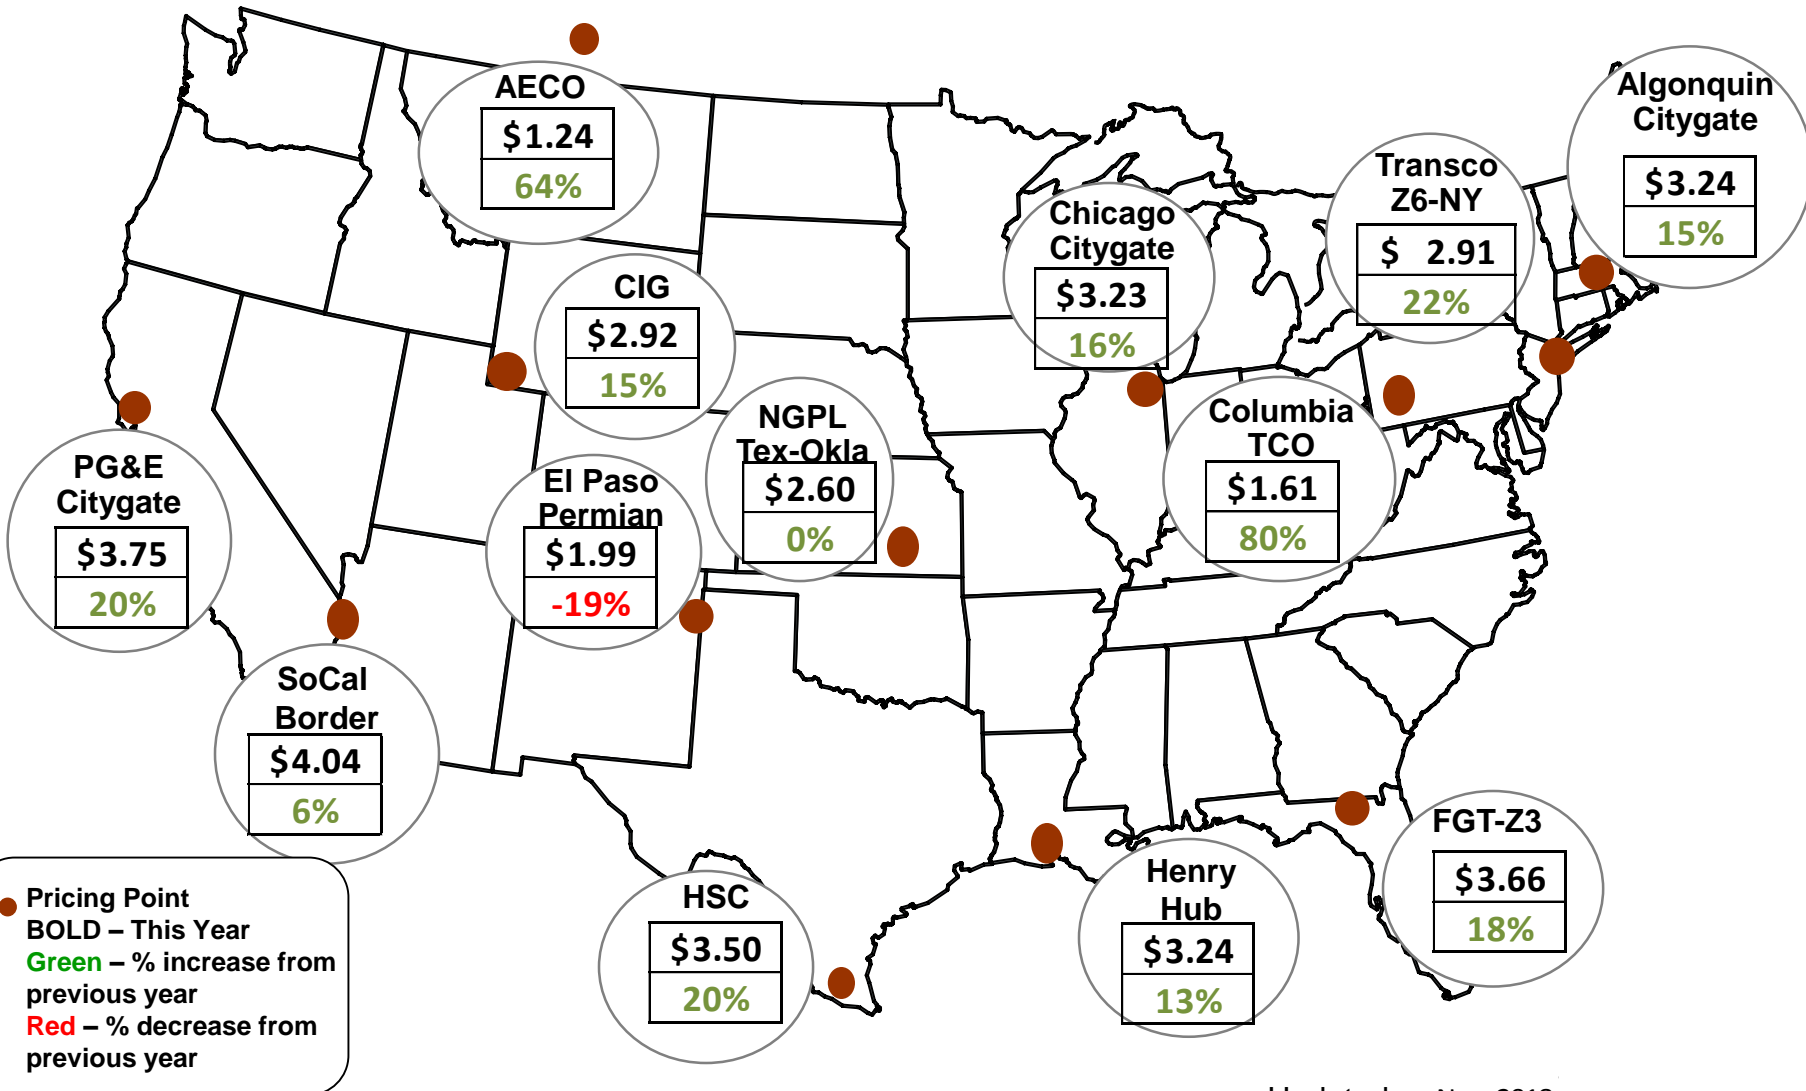 AECO
$1.24
64%
Algonquin
Citygate
$3.24
15%
Transco
Z6-NY
$ 2.91
22%
Chicago
Citygate
$3.23
16%
CIG
$2.92
15%
NGPL
Tex-Okla
$2.60
0%
Columbia
TCO
$1.61
80%
PG&E
Citygate
$3.75
20%
El Paso
Permian
$1.99
-19%
SoCal
Border
$4.04
6%
HSC
$3.50
20%
Henry
Hub
$3.24
13%
FGT-Z3
$3.66
18%
Pricing Point
BOLD – This Year
Green – % increase from
previous year
Red – % decrease from
previous year